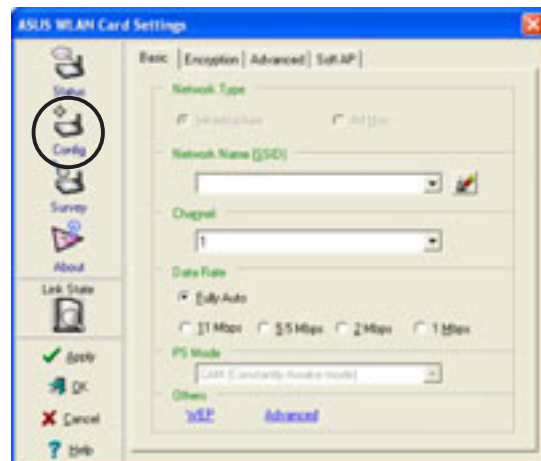 ASUS WLAN Card Settings
Status
Config
Survey
About
Link State
Apply
OK
Cancel
Help
Basic Encryption Advanced Soft AP
Network Type
Infrastructure Ad Hoc
Network Name (SSID)
Channel
1
Data Rate
Fully Auto
11 Mbps 5.5 Mbps 2 Mbps 1 Mbps
PS Mode
CAM (Constantly Awake mode)
Others
WEP Advanced